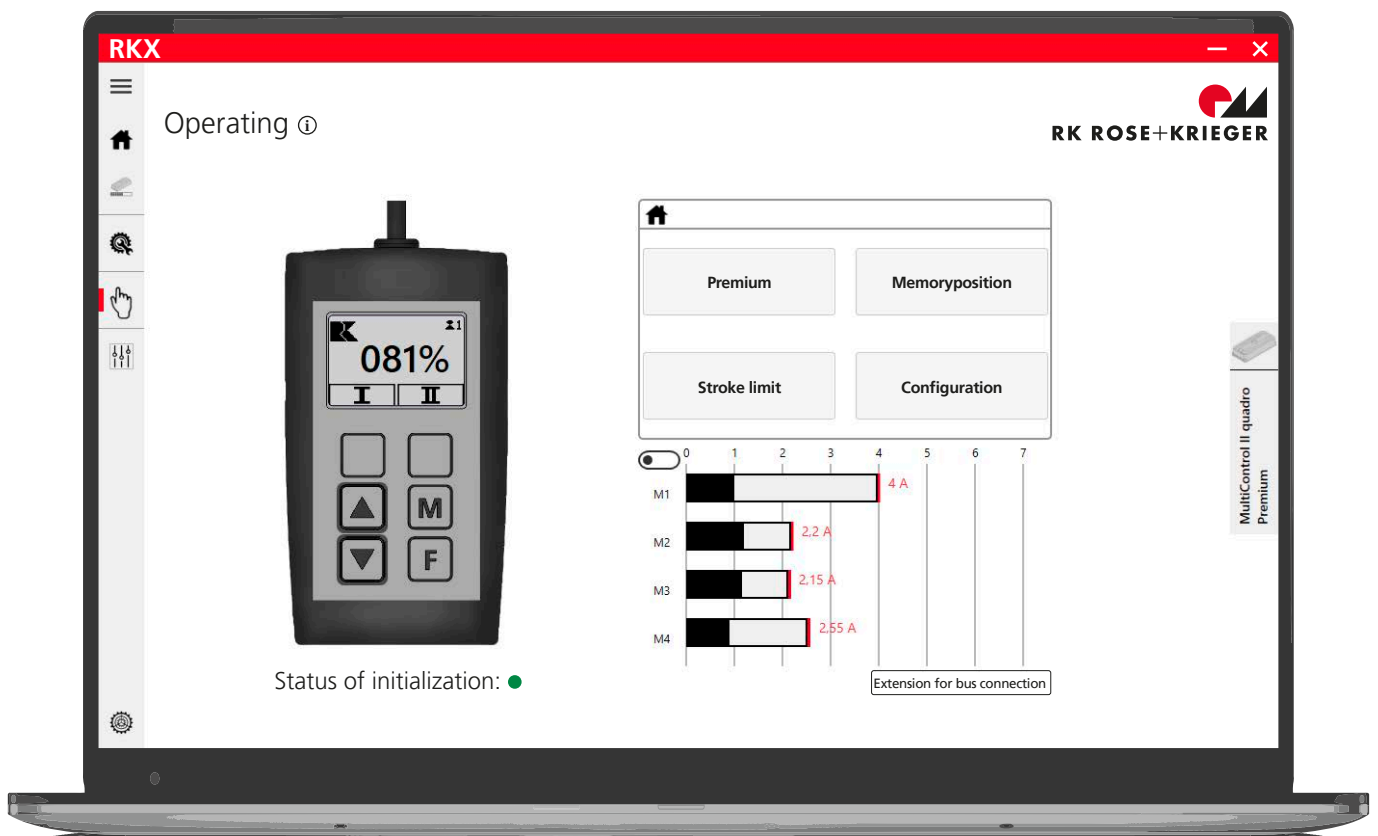 RKX
Operating
RK ROSE+KRIEGER
RK
1
081%
I
II
M
F
Status of initialization:
Premium
Memoryposition
Stroke limit
Configuration
0 1 2 3 4 5 6 7
M1
4 A
M2
2,2 A
M3
2,15 A
M4
2,55 A
Extension for bus connection
MultiControl II quadro
Premium